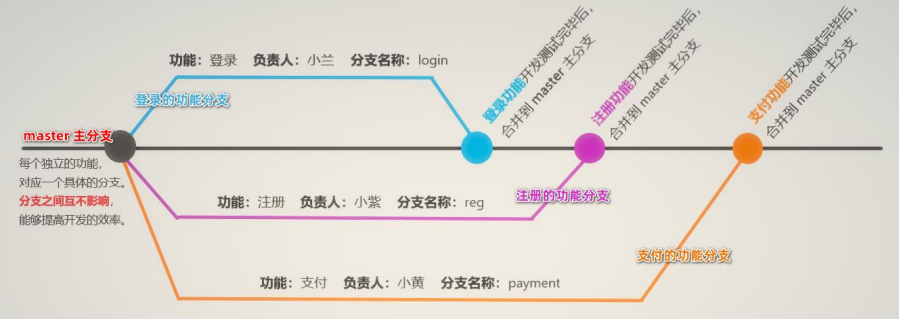 功能：登录 负责人：小兰 分支名称：login
登录的功能分支
登录功能开发测试完毕后，
合并到 master 主分支
注册功能开发测试完毕后，
合并到 master 主分支
支付功能开发测试完毕后，
合并到 master 主分支
master 主分支
每个独立的功能，
对应一个具体的分支。
分支之间互不影响，
能够提高开发的效率。
功能：注册 负责人：小紫 分支名称：reg
注册的功能分支
支付的功能分支
功能：支付 负责人：小黄 分支名称：payment